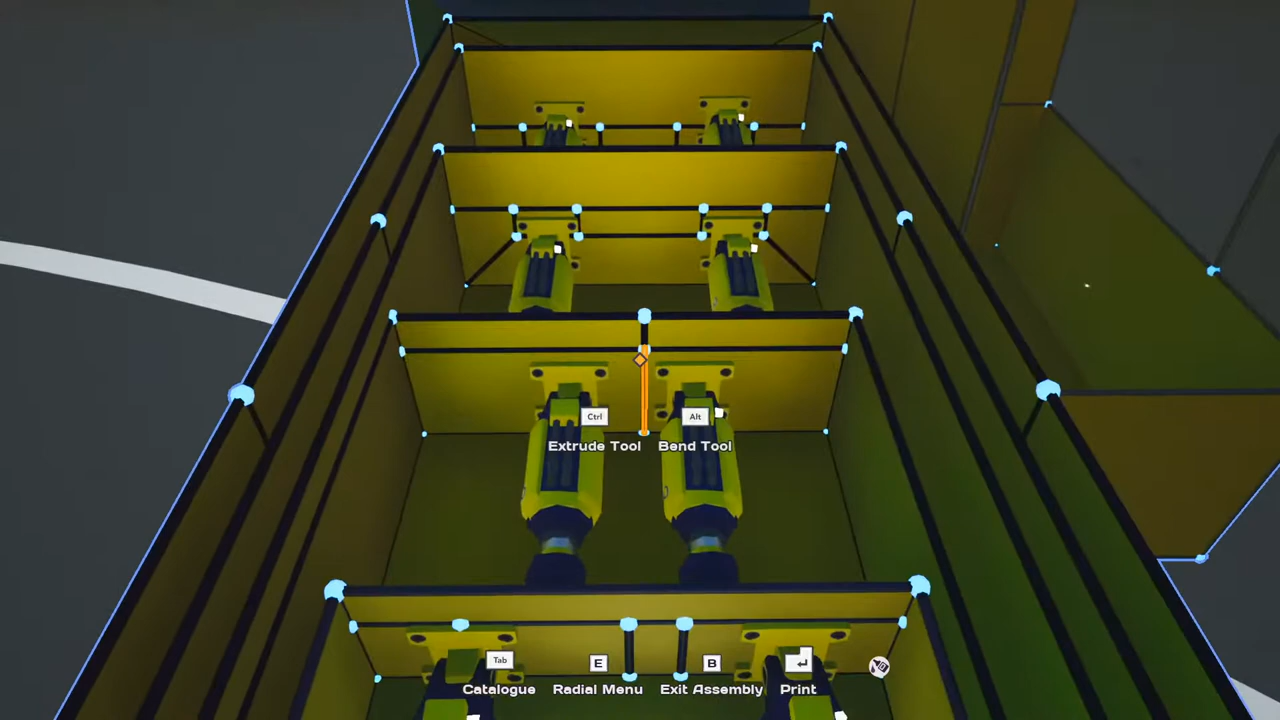 Ctrl Alt
Extrude Tool Bend Tool
Tab E B
Catalogue Radial Menu Exit Assembly Print